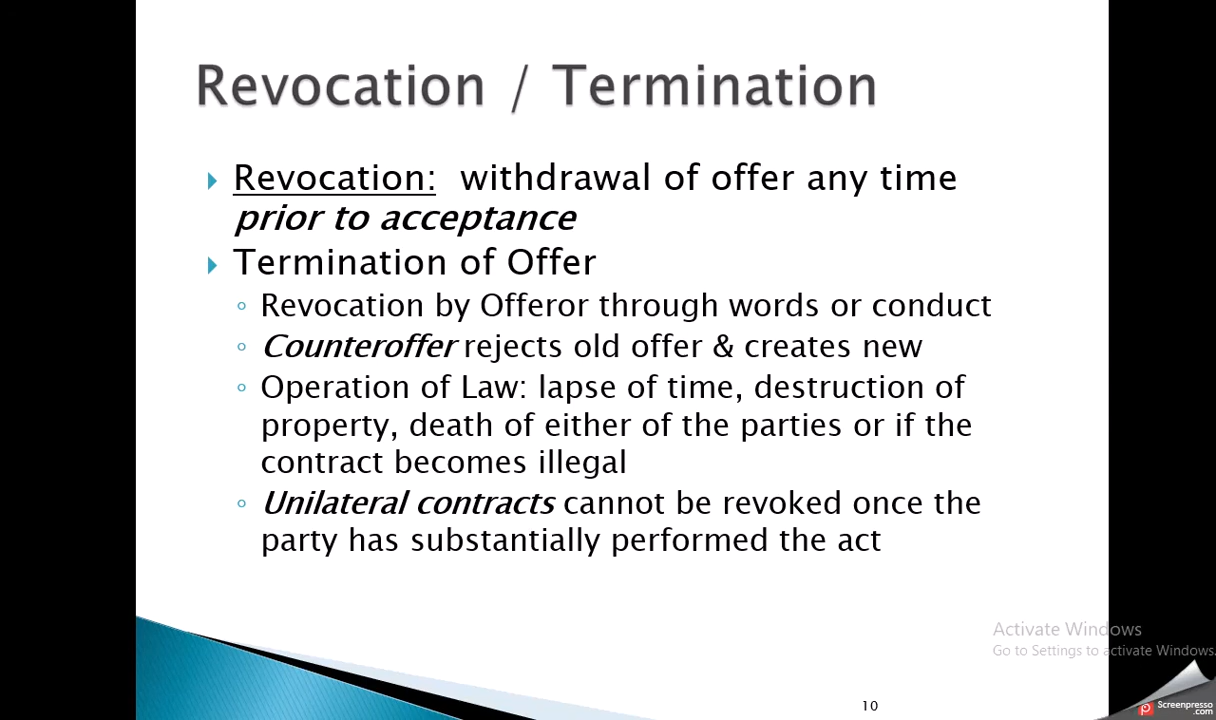 Revocation / Termination
Revocation: withdrawal of offer any time
prior to acceptance
Termination of Offer
Revocation by Offeror through words or conduct
Counteroffer rejects old offer & creates new
Operation of Law: lapse of time, destruction of
property, death of either of the parties or if the
contract becomes illegal
Unilateral contracts cannot be revoked once the
party has substantially performed the act
Activate Windows
Go to Settings to activate Windows.
10
Screenpresso
.com